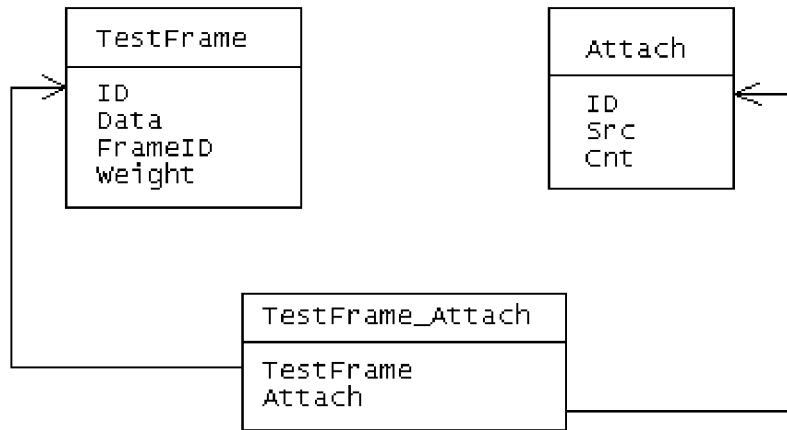 TestFrame
ID
Data
FrameID
Weight
Attach
ID
Src
Cnt
TestFrame_Attach
TestFrame
Attach